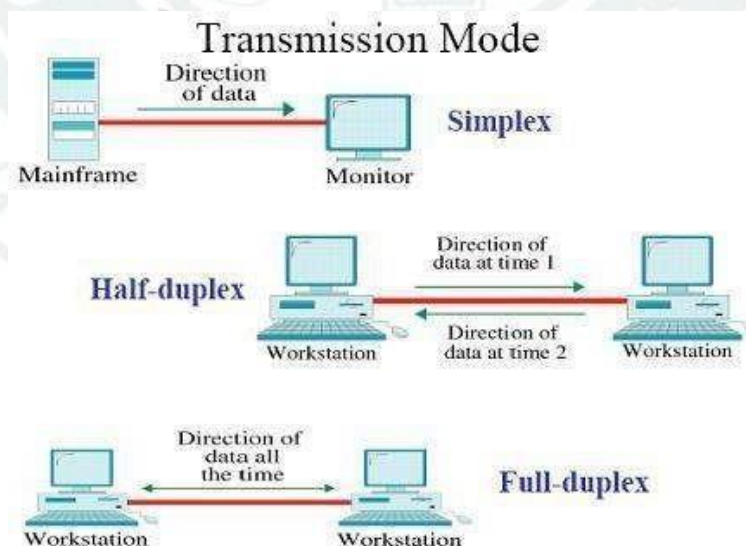 Transmission Mode
Direction
of data
Simplex
Mainframe
Monitor
Half-duplex
Direction of
data at time 1
Direction of
data at time 2
Workstation
Workstation
Direction of
data all
the time
Full-duplex
Workstation
Workstation